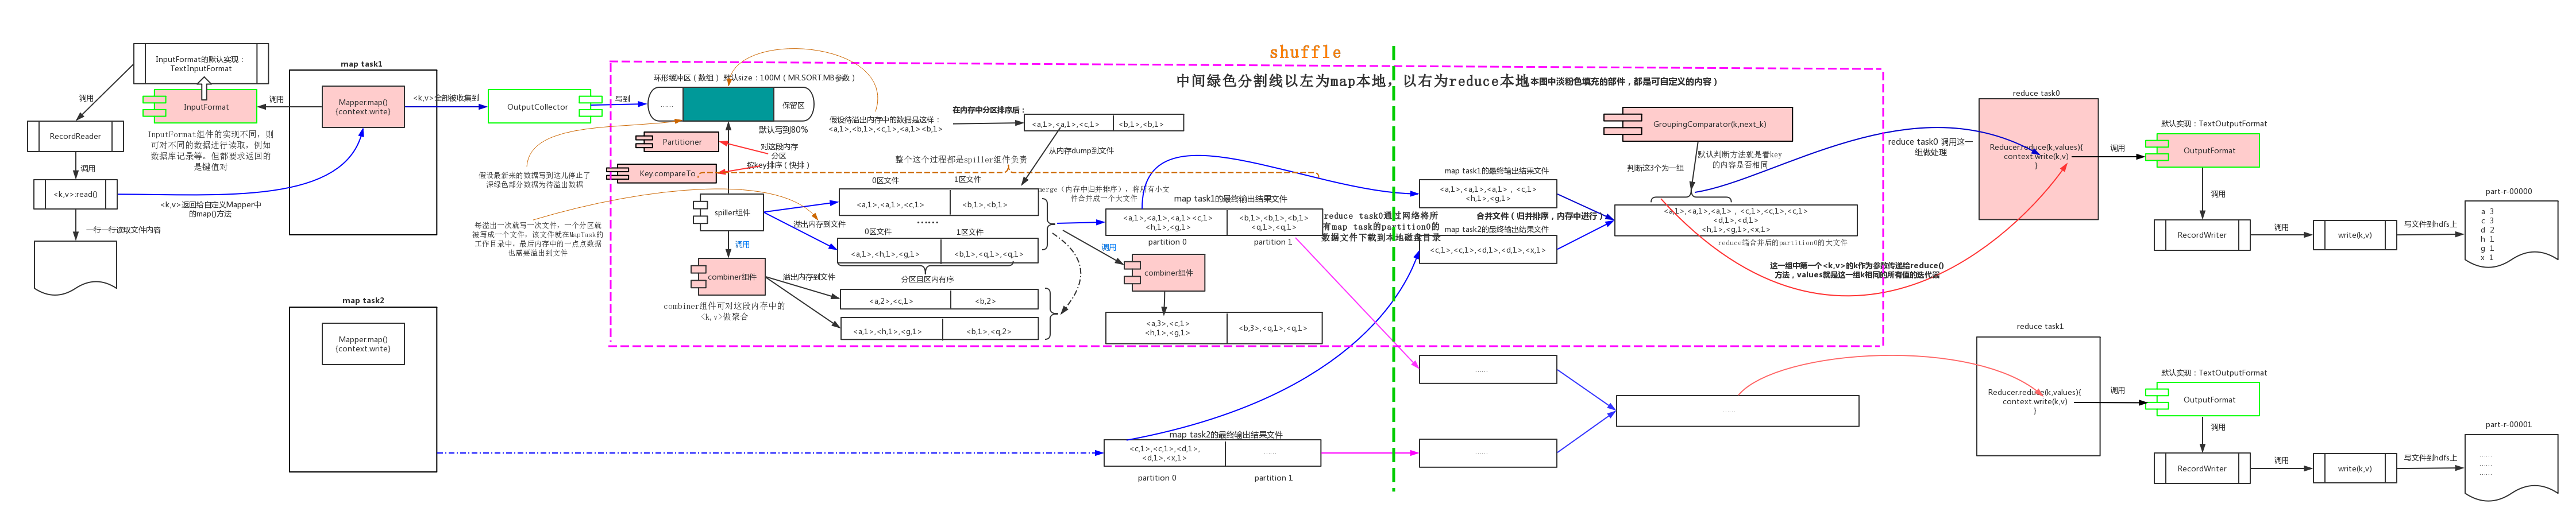 shuffle
中间绿色分割线以左为map本地，以右为reduce本地
（本图中淡粉色填充的部件，都是可自定义的内容）
InputFormat的默认实现：
TextInputFormat
InputFormat
调用
调用
RecordReader
InputFormat组件的实现不同，则
可对不同的数据进行读取，例如
数据库记录等、但都要求返回的
是键值对
调用
<k,v>:read()
<k,v>返回给自定义Mapper中
的map()方法
一行一行读取文件内容
map task1
Mapper.map()
{context.write}
map task2
Mapper.map()
{context.write}
<k,v>全部被收集到
OutputCollector
写到
环形缓冲区（数组）
默认size：100M（MR.SORT.MB参数）
……
保留区
默认写到80%
Partitioner
对这段内存
分区
按key排序（快排）
Key.compareTo
假设最新来的数据写到这儿停止了
深绿色部分数据为待溢出数据
每溢出一次就写一次文件，一个分区就
被写成一个文件，该文件就在MapTask的
工作目录中，最后内存中的一点点数据
也需要溢出到文件
spiller组件
调用
combiner组件
combiner组件可对这段内存中的
<k,v>做聚合
假设待溢出内存中的数据是这样：
<a,1>,<b,1>,<c,1>,<a,1><b,1>
在内存中分区排序后：
<a,1>,<a,1>,<c,1>
<b,1>,<b,1>
从内存dump到文件
整个这个过程都是spiller组件负责
0区文件
1区文件
<a,1>,<a,1>,<c,1>
<b,1>,<b,1>
溢出内存到文件
……
0区文件
1区文件
<a,1>,<h,1>,<g,1>
<b,1>,<q,1>,<q,1>
分区且区内有序
溢出内存到文件
<a,2>,<c,1>
<b,2>
<a,1>,<h,1>,<g,1>
<b,1>,<q,2>
merge（内存中归并排序），将所有小文
件合并成一个大文件
map task1的最终输出结果文件
<a,1>,<a,1>,<a,1><c,1>
<h,1>,<g,1>
<b,1>,<b,1>,<b,1>
<q,1>,<q,1>
partition 0
partition 1
调用
combiner组件
<a,3>,<c,1>
<h,1>,<g,1>
<b,3>,<q,1>,<q,1>
map task2的最终输出结果文件
<c,1>,<c,1>,<d,1>,
<d,1>,<x,1>
……
partition 0
partition 1
reduce task0通过网络将所
有map task的partition0的
数据文件下载到本地磁盘目录
map task1的最终输出结果文件
<a,1>,<a,1>,<a,1>，<c,1>
<h,1>,<g,1>
合并文件（归并排序，内存中进行）
map task2的最终输出结果文件
<c,1>,<c,1>,<d,1>,<d,1>,<x,1>
……
……
……
GroupingComparator(k,next_k)
判断这3个为一组
默认判断方法就是看key
的内容是否相同
<a,1>,<a,1>,<a,1>，<c,1>,<c,1>,<c,1>
<d,1>,<d,1>
<h,1>,<g,1>,<x,1>
reduce端合并后的partition0的大文件
reduce task0 调用这一
组做处理
这一组中第一个<k,v>的k作为参数传递给reduce()
方法，values就是这一组k相同的所有值的迭代器
reduce task0
Reducer.reduce(k,values){
context.write(k,v)
}
调用
默认实现：TextOutputFormat
OutputFormat
调用
RecordWriter
调用
write(k,v)
写文件到hdfs上
part-r-00000
a 3
c 3
d 2
h 1
g 1
x 1
reduce task1
Reducer.reduce(k,values){
context.write(k,v)
}
调用
默认实现：TextOutputFormat
OutputFormat
调用
RecordWriter
调用
write(k,v)
写文件到hdfs上
part-r-00001
……
……
……